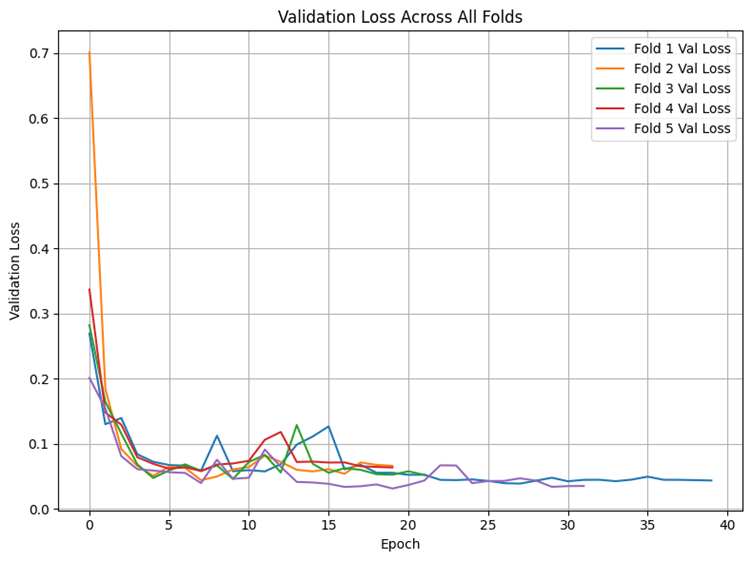 Validation Loss Across All Folds
Fold 1 Val Loss
Fold 2 Val Loss
Fold 3 Val Loss
Fold 4 Val Loss
Fold 5 Val Loss
Validation Loss
0.7
0.6
0.5
0.4
0.3
0.2
0.1
0.0
0 5 10 15 20 25 30 35 40
Epoch